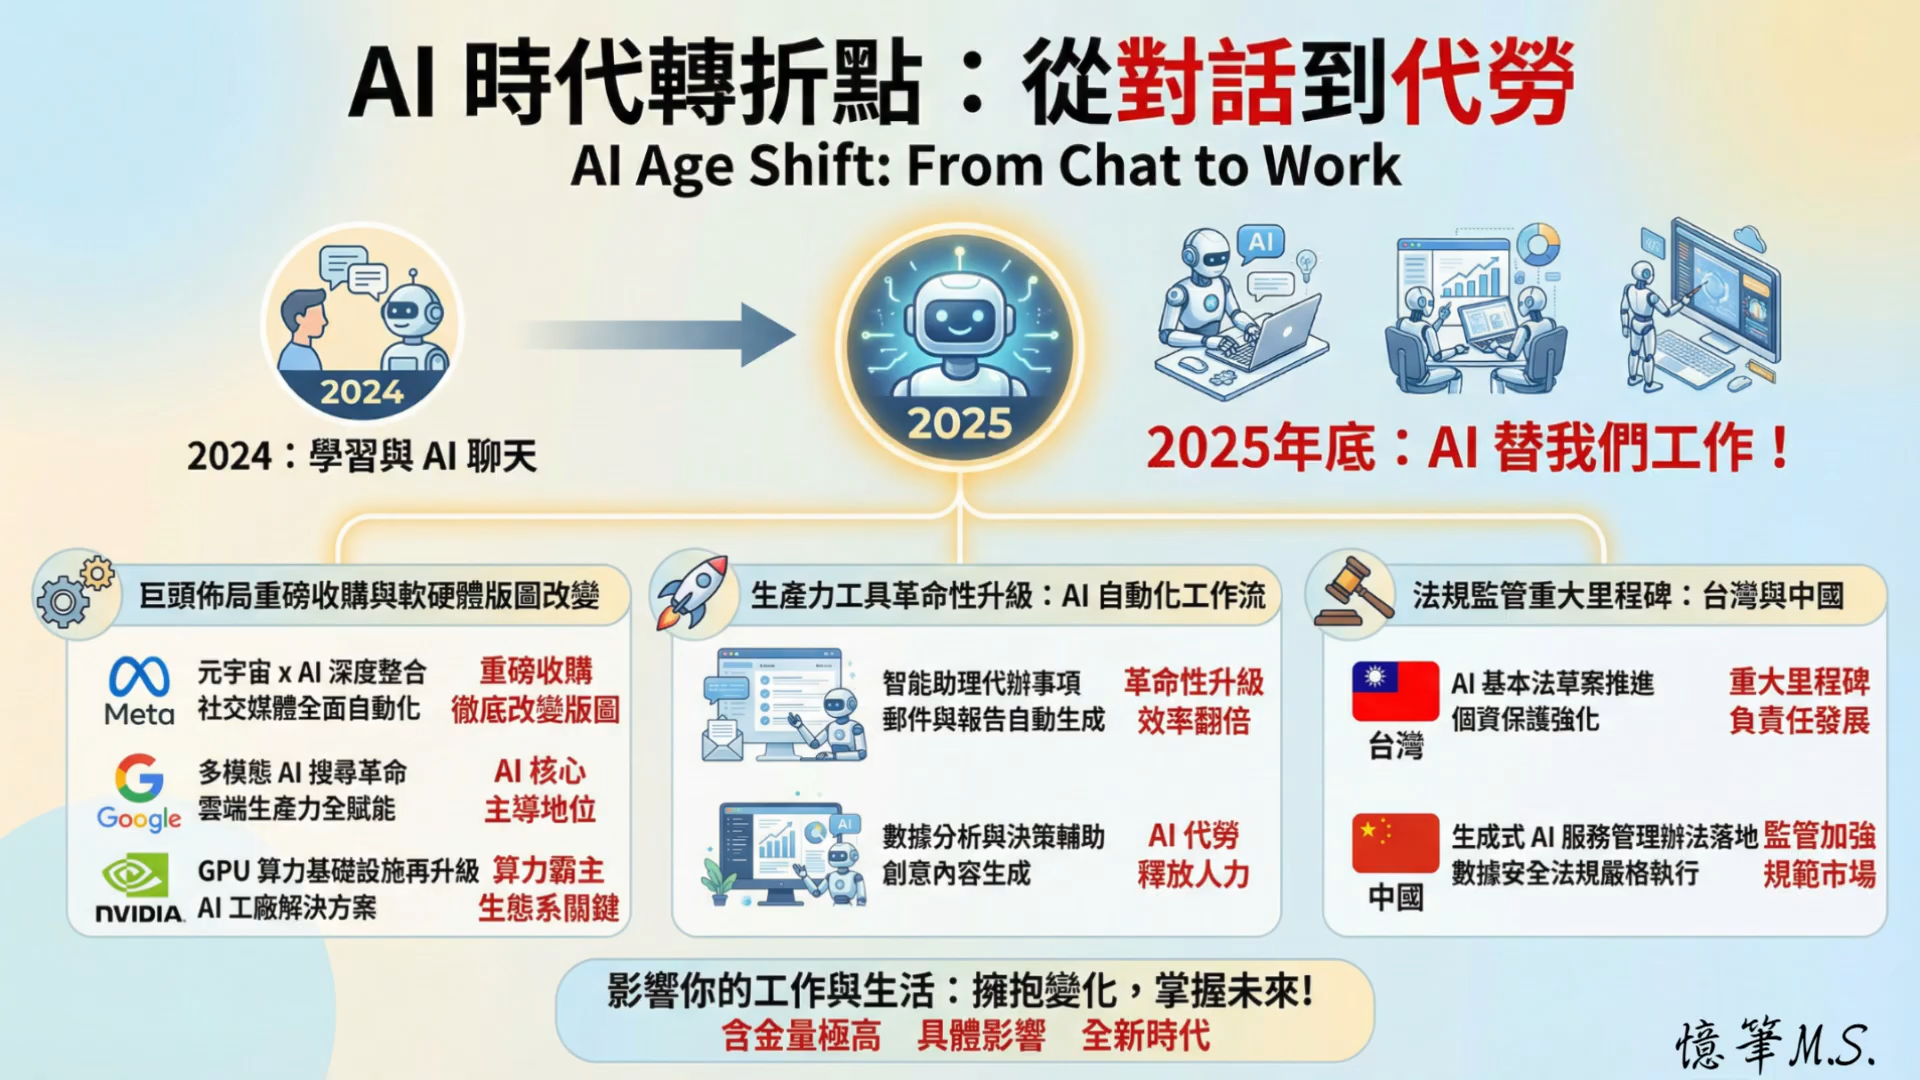 AI 時代轉折點：從對話到代勞
AI Age Shift: From Chat to Work
2024
2024：學習與 AI 聊天
2025
AI
2025年底：AI 替我們工作！
巨頭佈局重磅收購與軟硬體版圖改變
Meta
元宇宙 x AI 深度整合
社交媒體全面自動化
重磅收購
徹底改變版圖
Google
多模態 AI 搜尋革命
雲端生產力全賦能
AI 核心
主導地位
NVIDIA
GPU 算力基礎設施再升級
AI 工廠解決方案
算力霸主
生態系關鍵
生產力工具革命性升級：AI 自動化工作流
智能助理代辦事項
郵件與報告自動生成
革命性升級
效率翻倍
AI
數據分析與決策輔助
創意內容生成
AI 代勞
釋放人力
法規監管重大里程碑：台灣與中國
台灣
AI 基本法草案推進
個資保護強化
重大里程碑
負責任發展
中國
生成式 AI 服務管理辦法落地
數據安全法規嚴格執行
監管加強
規範市場
影響你的工作與生活：擁抱變化，掌握未來!
含金量極高 具體影響 全新時代
憶筆 M.S.